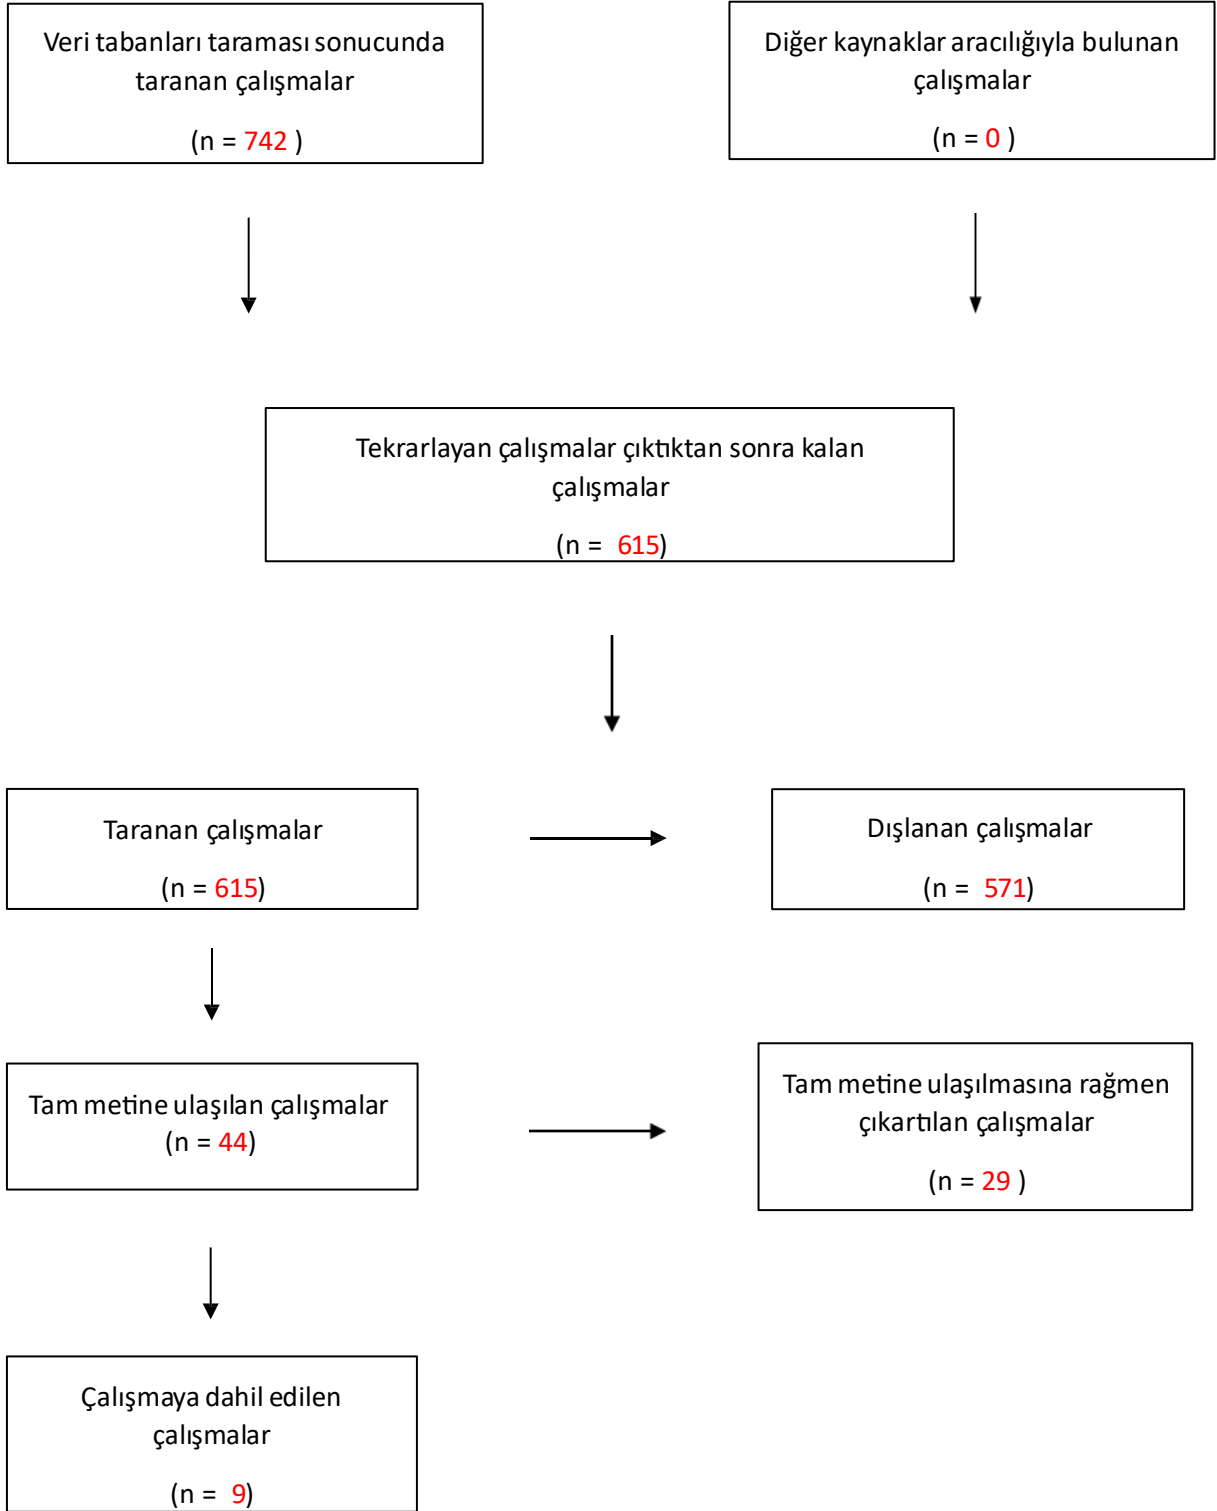 Veri tabanları taraması sonucunda
taranan çalışmalar
(n = 742 )
Diğer kaynaklar aracılığıyla bulunan
çalışmalar
(n = 0 )
Tekrarlayan çalışmalar çıktıktan sonra kalan
çalışmalar
(n =  615)
Taranan çalışmalar
(n = 615)
Dışlanan çalışmalar
(n =  571)
Tam metine ulaşılan çalışmalar
(n = 44)
Tam metine ulaşılmasına rağmen
çıkartılan çalışmalar
(n = 29 )
Çalışmaya dahil edilen
çalışmalar
(n =  9)